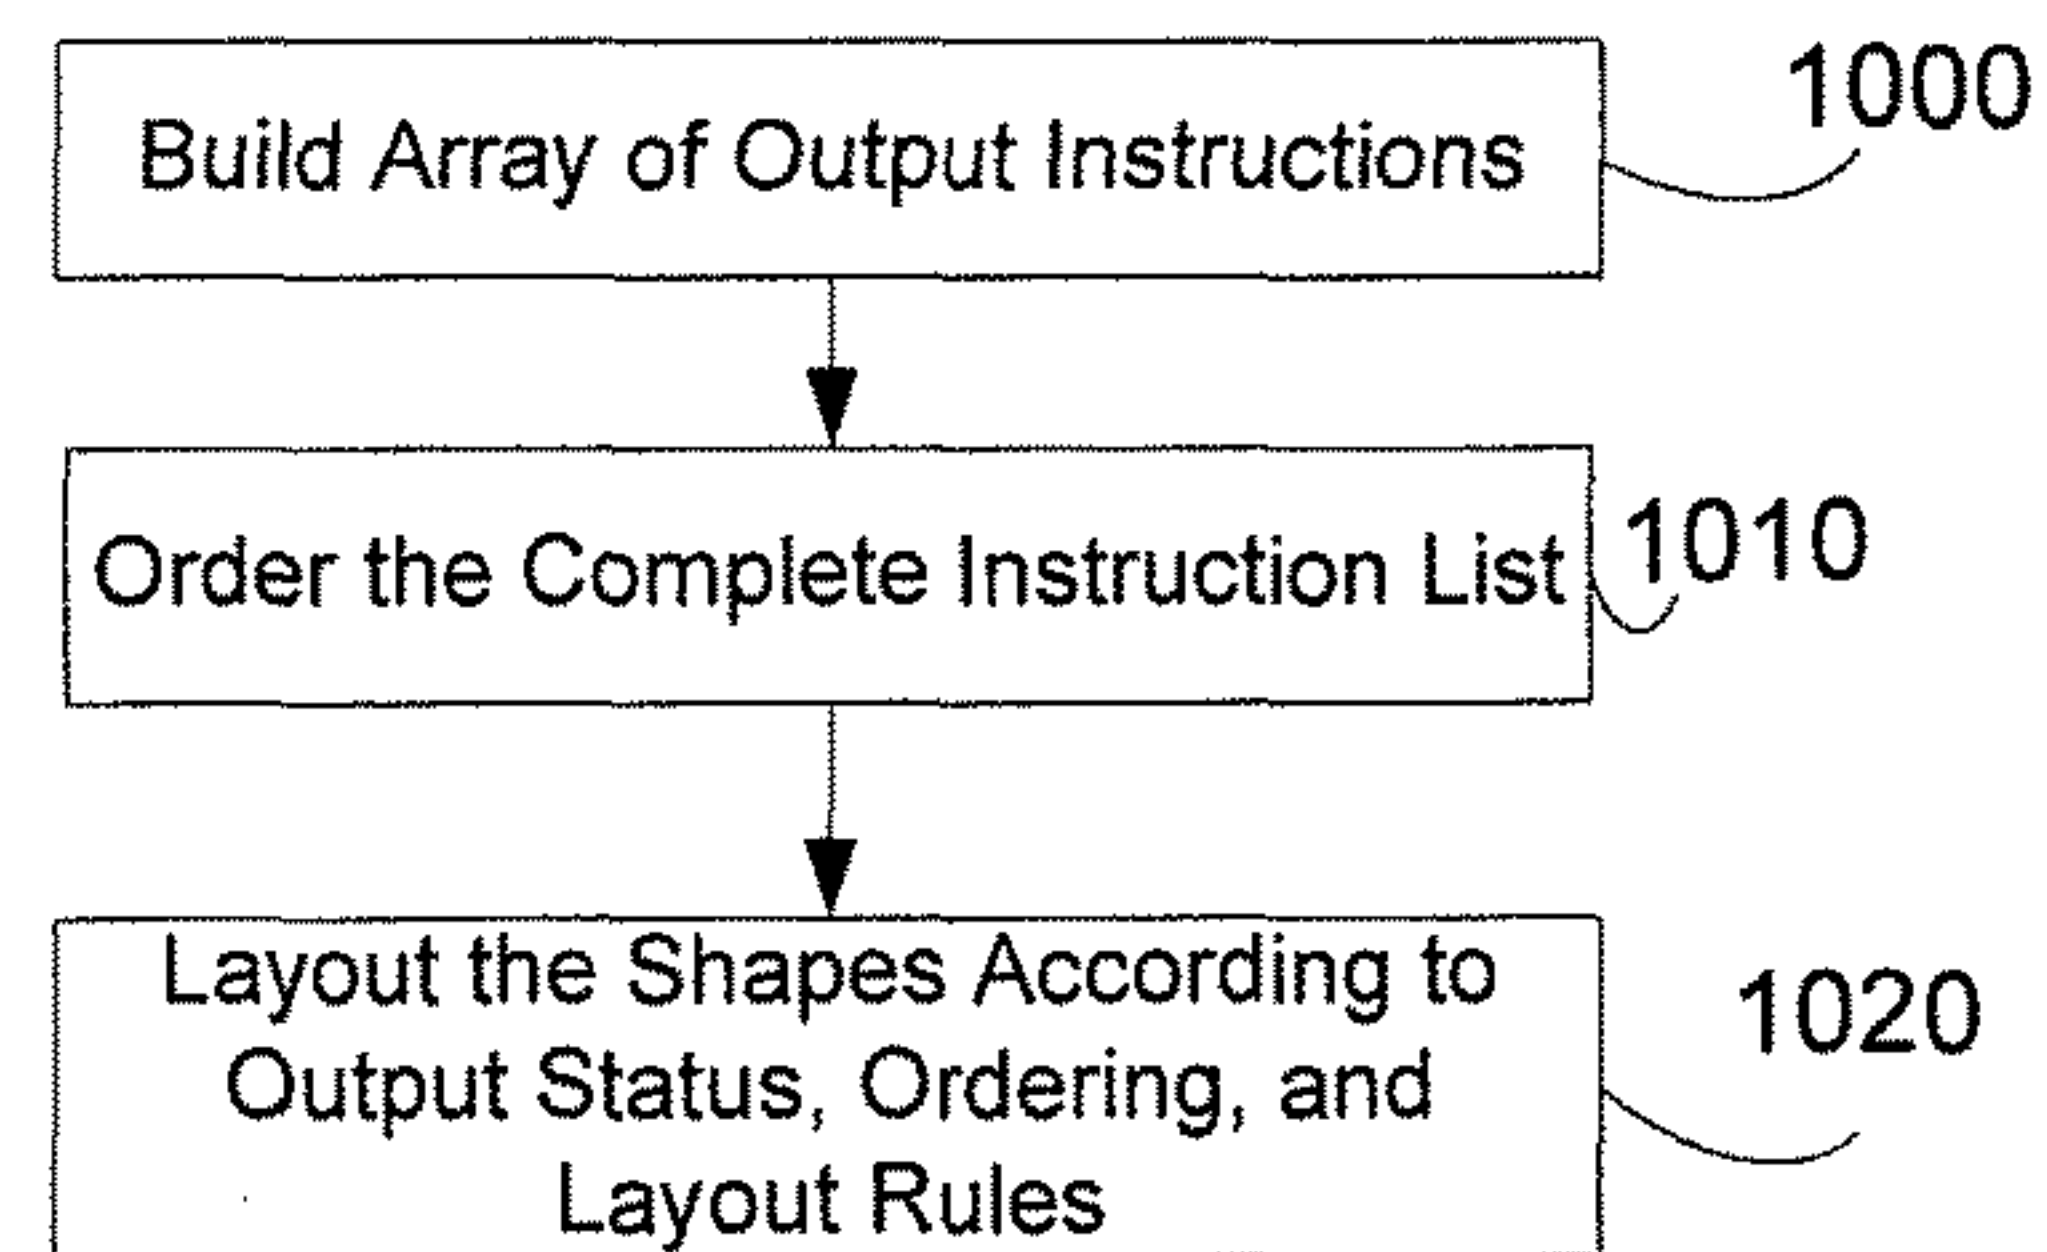 Build Array of Output Instructions
1000
Order the Complete Instruction List
1010
Layout the Shapes According to
Output Status, Ordering, and
Layout Rules
1020